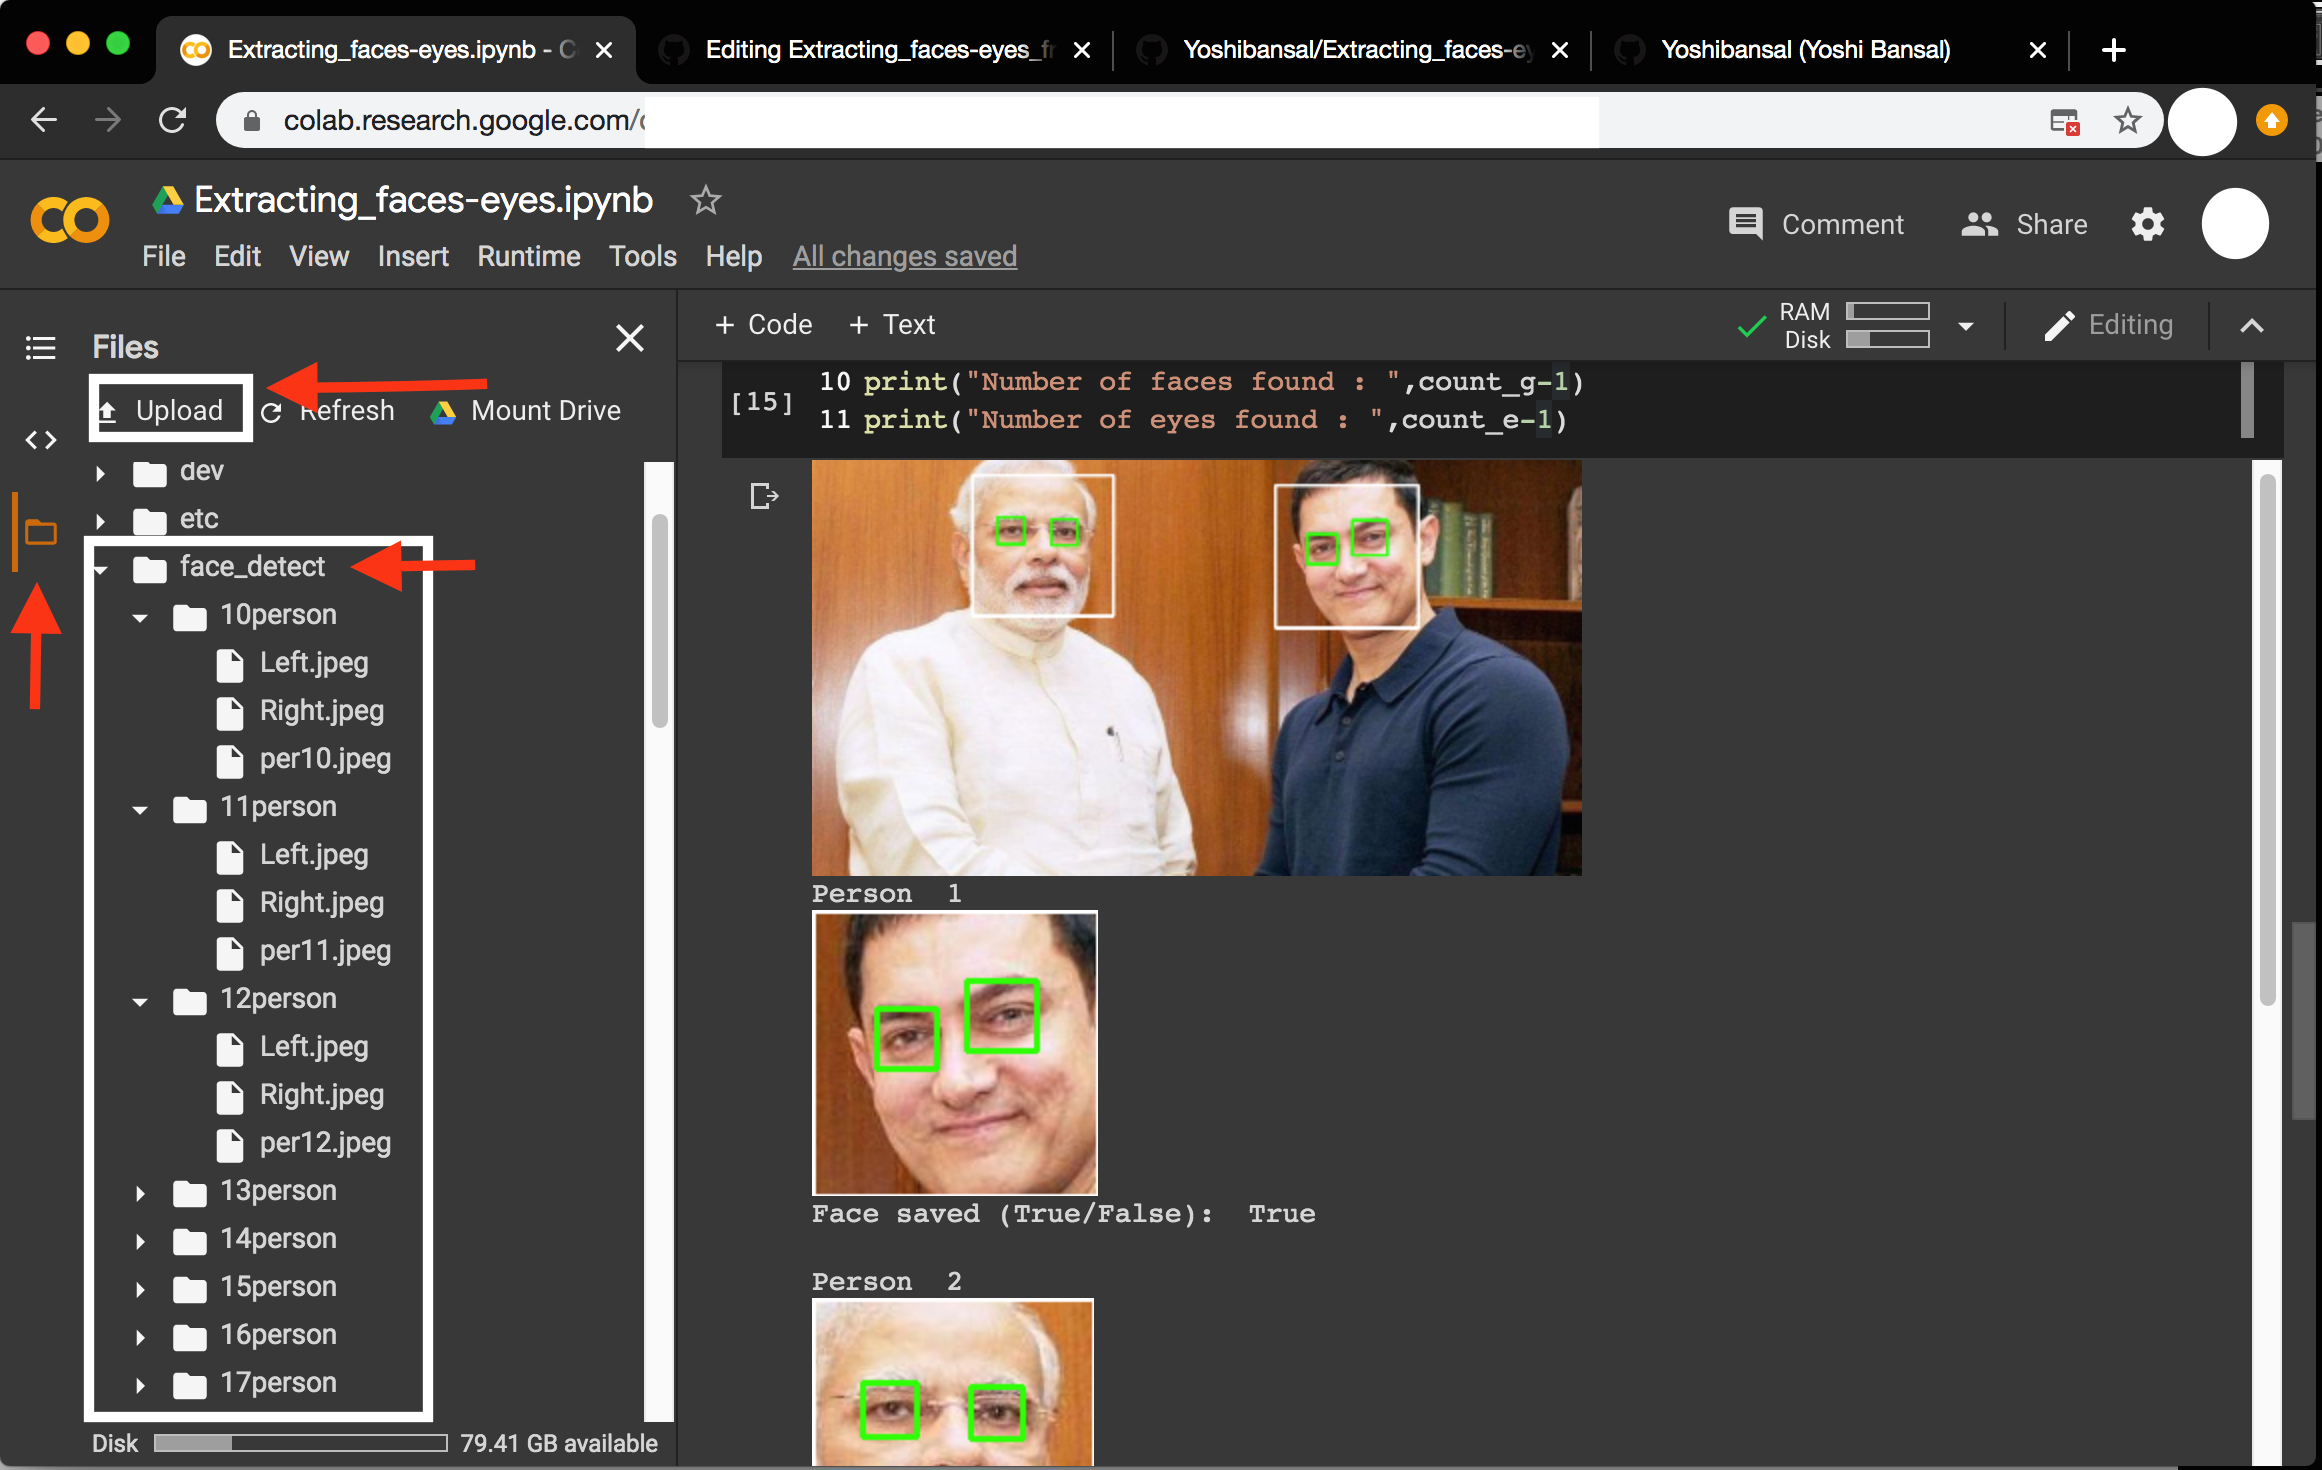 Extracting_faces-eyes.ipynb - C
Editing Extracting_faces-eyes_fr
Yoshibansal/Extracting_faces-ey
Yoshibansal (Yoshi Bansal)
colab.research.google.com/
Extracting_faces-eyes.ipynb
File Edit View Insert Runtime Tools Help All changes saved
Comment
Share
Files
Upload
Refresh
Mount Drive
dev
etc
face_detect
10person
Left.jpeg
Right.jpeg
per10.jpeg
11person
Left.jpeg
Right.jpeg
per11.jpeg
12person
Left.jpeg
Right.jpeg
per12.jpeg
13person
14person
15person
16person
17person
Disk
79.41 GB available
+ Code + Text
RAM
Disk
Editing
[15]
10 print("Number of faces found : ",count_g-1)
11 print("Number of eyes found : ",count_e-1)
Person 1
Face saved (True/False): True
Person 2